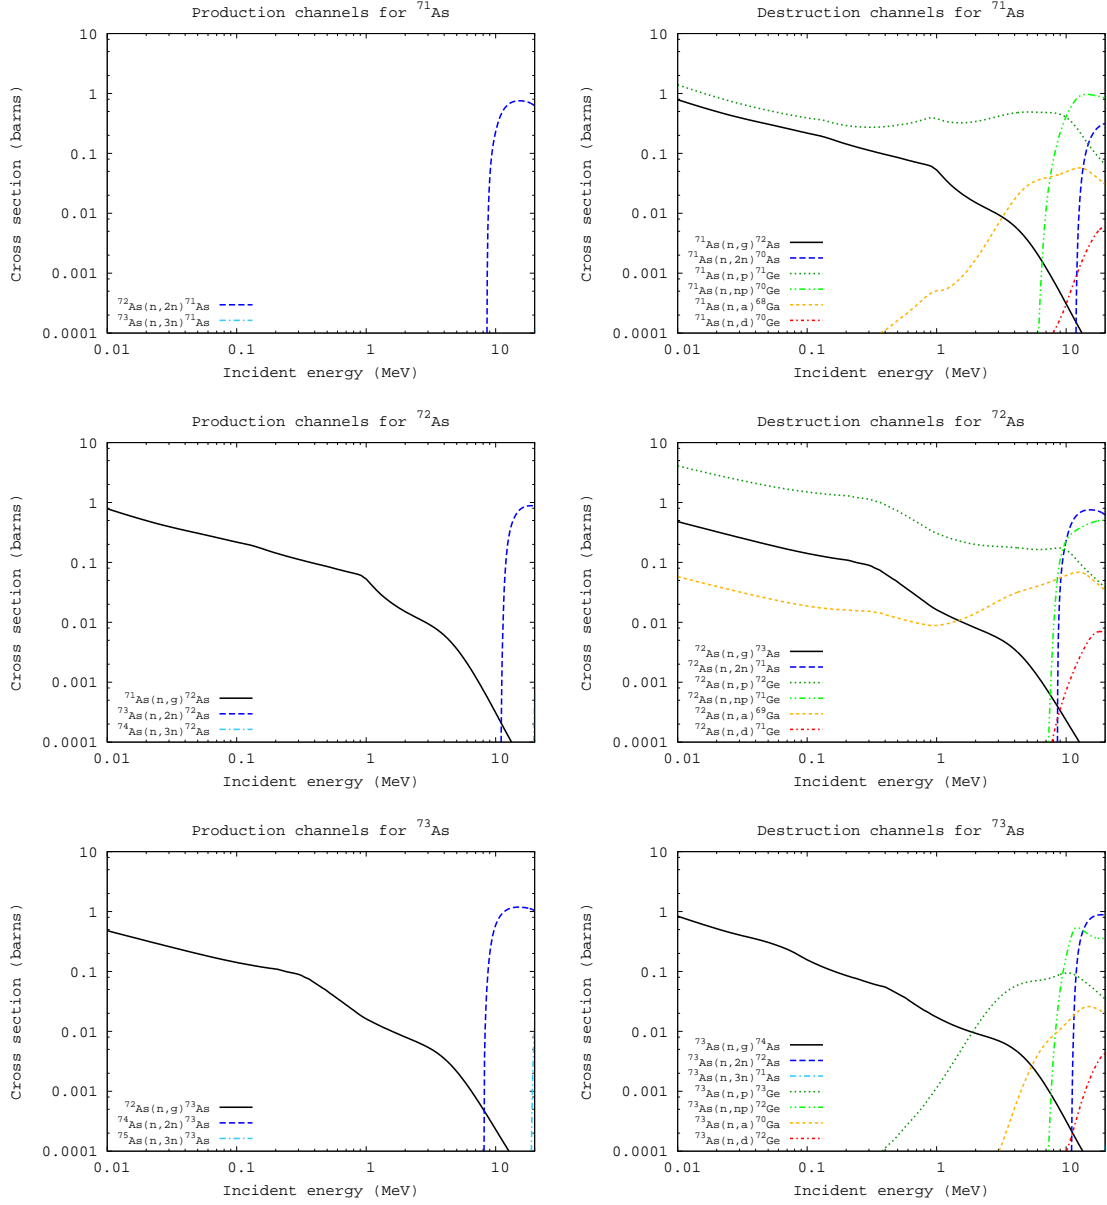 Production channels for ⁷¹As
Cross section (barns)
10
1
0.1
0.01
0.001
0.0001
⁷²As(n,2n)⁷¹As
⁷³As(n,3n)⁷¹As
0.01 0.1 1 10
Incident energy (MeV)
Destruction channels for ⁷¹As
Cross section (barns)
10
1
0.1
0.01
0.001
0.0001
⁷¹As(n,g)⁷²As
⁷¹As(n,2n)⁷⁰As
⁷¹As(n,p)⁷¹Ge
⁷¹As(n,np)⁷⁰Ge
⁷¹As(n,a)⁶⁸Ga
⁷¹As(n,d)⁷⁰Ge
0.01 0.1 1 10
Incident energy (MeV)
Production channels for ⁷²As
Cross section (barns)
10
1
0.1
0.01
0.001
0.0001
⁷¹As(n,g)⁷²As
⁷³As(n,2n)⁷²As
⁷⁴As(n,3n)⁷²As
0.01 0.1 1 10
Incident energy (MeV)
Destruction channels for ⁷²As
Cross section (barns)
10
1
0.1
0.01
0.001
0.0001
⁷²As(n,g)⁷³As
⁷²As(n,2n)⁷¹As
⁷²As(n,p)⁷²Ge
⁷²As(n,np)⁷¹Ge
⁷²As(n,a)⁶⁹Ga
⁷²As(n,d)⁷¹Ge
0.01 0.1 1 10
Incident energy (MeV)
Production channels for ⁷³As
Cross section (barns)
10
1
0.1
0.01
0.001
0.0001
⁷²As(n,g)⁷³As
⁷⁴As(n,2n)⁷³As
⁷⁵As(n,3n)⁷³As
0.01 0.1 1 10
Incident energy (MeV)
Destruction channels for ⁷³As
Cross section (barns)
10
1
0.1
0.01
0.001
0.0001
⁷³As(n,g)⁷⁴As
⁷³As(n,2n)⁷²As
⁷³As(n,3n)⁷¹As
⁷³As(n,p)⁷³Ge
⁷³As(n,np)⁷²Ge
⁷³As(n,a)⁷⁰Ga
⁷³As(n,d)⁷²Ge
0.01 0.1 1 10
Incident energy (MeV)